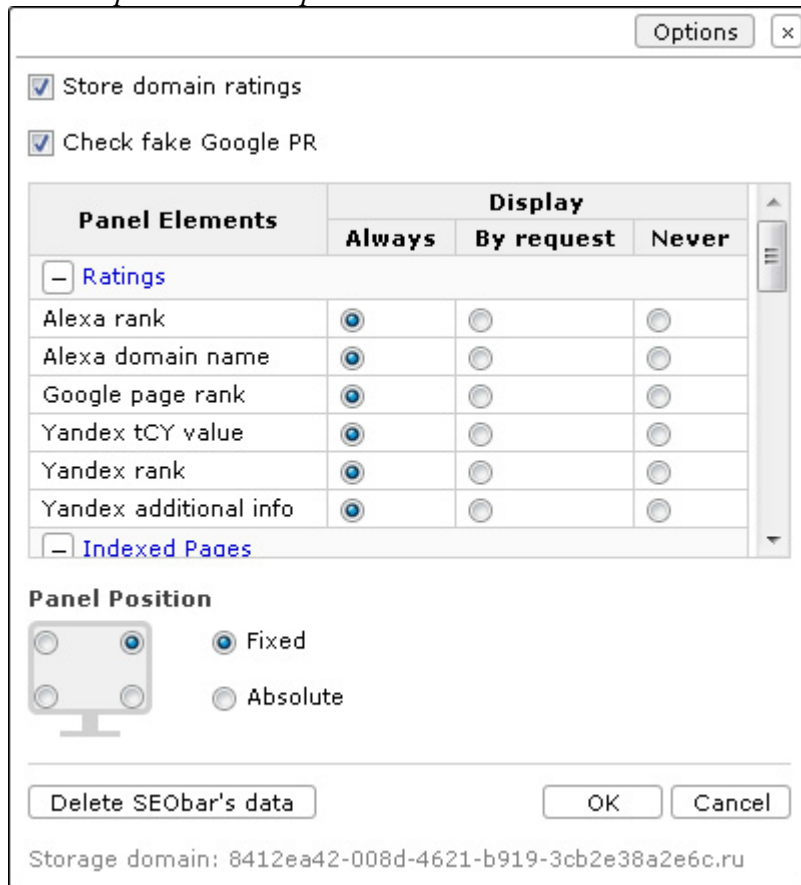 Options
Store domain ratings
Check fake Google PR
Panel Elements
Display
Always By request Never
Ratings
Alexa rank
Alexa domain name
Google page rank
Yandex tCY value
Yandex rank
Yandex additional info
Indexed Pages
Panel Position
Fixed
Absolute
Delete SEObar's data OK Cancel
Storage domain: 8412ea42-008d-4621-b919-3cb2e38a2e6c.ru